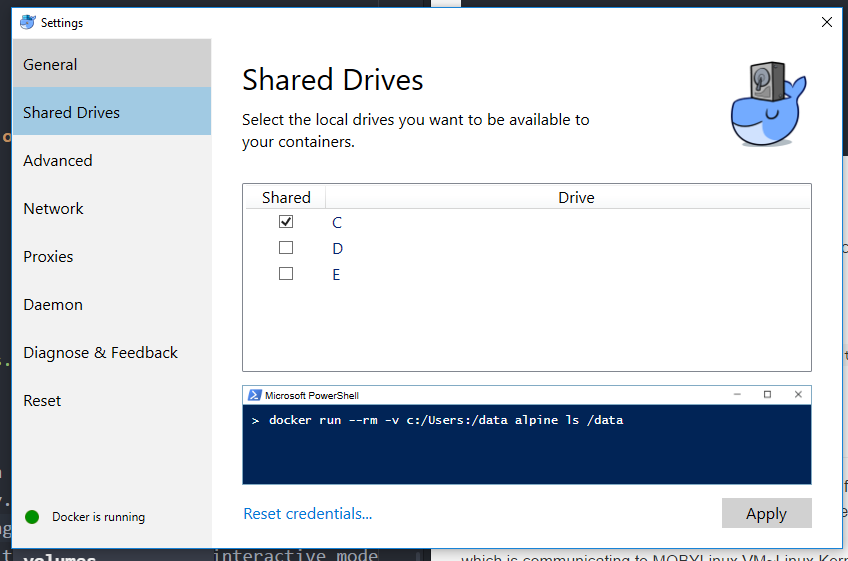 Settings
General
Shared Drives
Advanced
Network
Proxies
Daemon
Diagnose & Feedback
Reset
Docker is running
Shared Drives
Select the local drives you want to be available to
your containers.
Shared Drive
C
D
E
Microsoft PowerShell
> docker run --rm -v c:/Users:/data alpine ls /data
Reset credentials...
Apply
volumes interactive mode
which is communicating to MOBYLinux VM